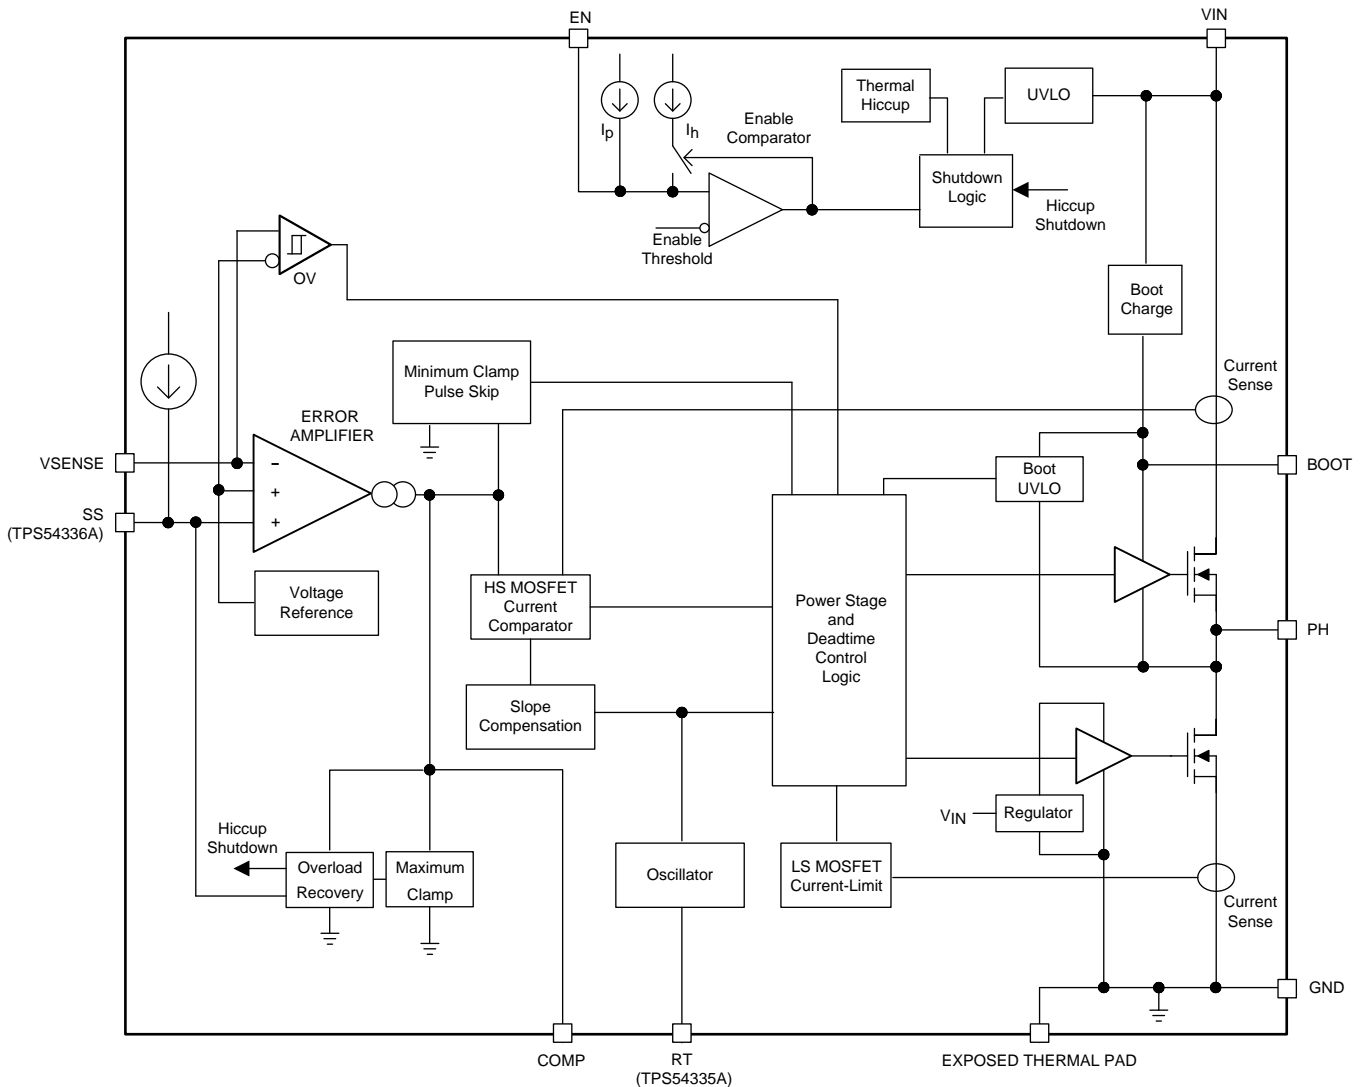 EN
VIN
Thermal
Hiccup
UVLO
Ip
Ih
Enable
Comparator
Shutdown
Logic
Hiccup
Shutdown
Enable
Threshold
OV
Boot
Charge
Current
Sense
Minimum Clamp
Pulse Skip
ERROR
AMPLIFIER
VSENSE
−
+
+
SS
(TPS54336A)
Boot
UVLO
BOOT
Voltage
Reference
HS MOSFET
Current
Comparator
Power Stage
and
Deadtime
Control
Logic
PH
Slope
Compensation
VIN
Regulator
Hiccup
Shutdown
Overload
Recovery
Maximum
Clamp
Oscillator
LS MOSFET
Current-Limit
Current
Sense
GND
COMP
RT
(TPS54335A)
EXPOSED THERMAL PAD